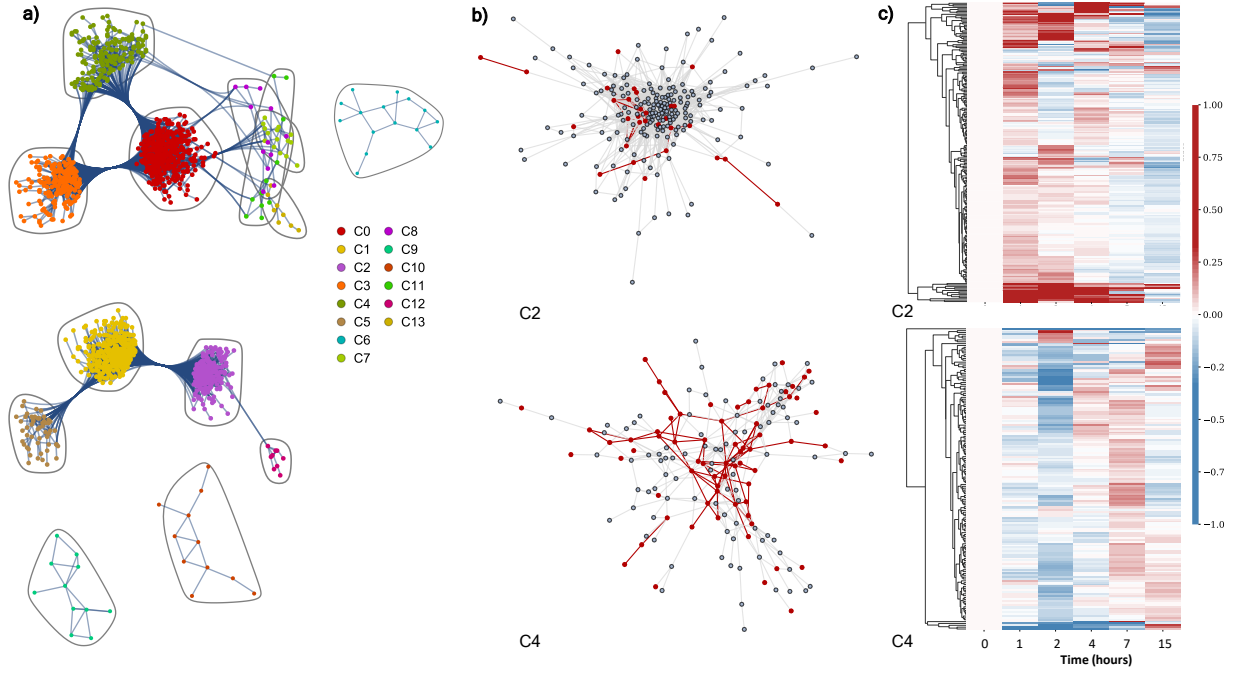 a)
b)
c)
C0
C1
C2
C3
C4
C5
C6
C7
C8
C9
C10
C11
C12
C13
C2
C4
C2
C4
1.00
0.75
0.50
0.25
0.00
−0.2
−0.5
−0.7
−1.0
0 1 2 4 7 15
Time (hours)